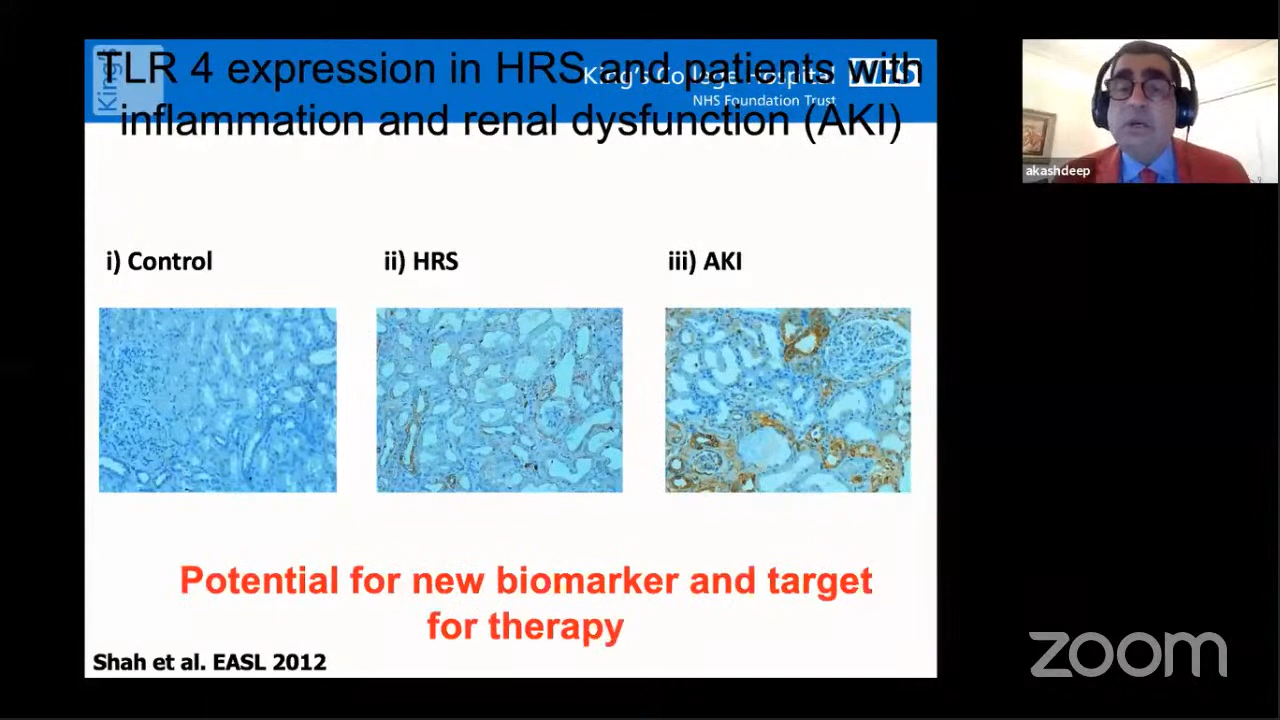 TLR 4 expression in HRS and patients with
inflammation and renal dysfunction (AKI)
King's
King's College Hospital
NHS
NHS Foundation Trust
akashdeep
i) Control
ii) HRS
iii) AKI
Potential for new biomarker and target
for therapy
Shah et al. EASL 2012
zoom